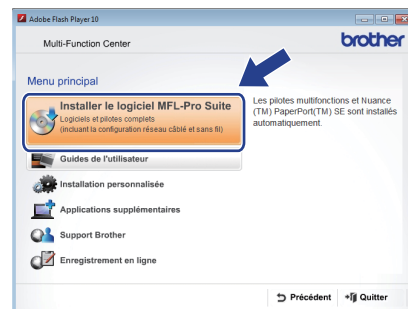 Adobe Flash Player 10
Multi-Function Center
brother
Menu principal
Installer le logiciel MFL-Pro Suite
Logiciels et pilotes complets
(incluant la configuration réseau câblé et sans fil)
Les pilotes multifonctions et Nuance
(TM) PaperPort(TM) SE sont installés
automatiquement.
Guides de l'utilisateur
Installation personnalisée
Applications supplémentaires
Support Brother
Enregistrement en ligne
Précédent
Quitter